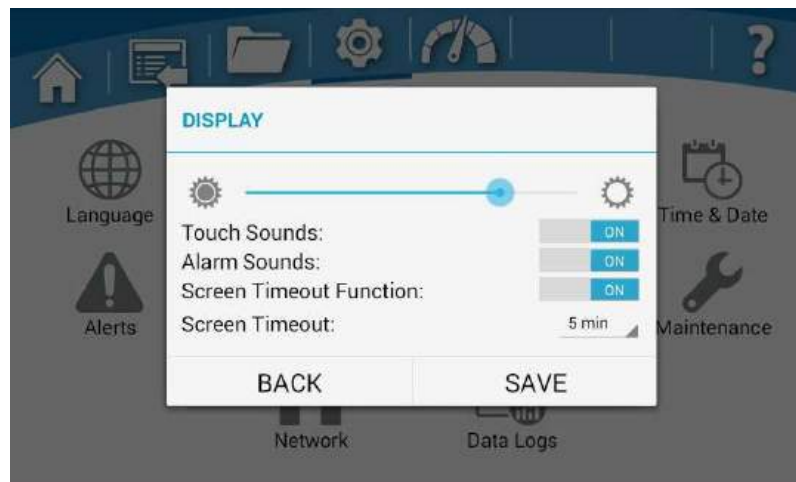 ?
DISPLAY
Language
Time & Date
Touch Sounds: ON
Alarm Sounds: ON
Screen Timeout Function: ON
Screen Timeout: 5 min
Alerts
Maintenance
BACK SAVE
Network Data Logs